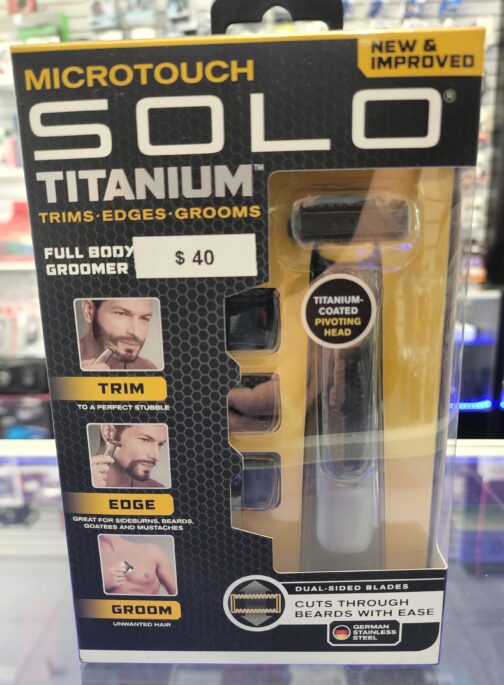 NEW &
IMPROVED
MICROTOUCH
SOLO®
TITANIUM™
TRIMS·EDGES·GROOMS
FULL BODY
GROOMER
$ 40
TITANIUM-
COATED
PIVOTING
HEAD
TRIM
TO A PERFECT STUBBLE
EDGE
GREAT FOR SIDEBURNS, BEARDS,
GOATEES AND MUSTACHES
GROOM
UNWANTED HAIR
DUAL-SIDED BLADES
CUTS THROUGH
BEARDS WITH EASE
GERMAN
STAINLESS
STEEL